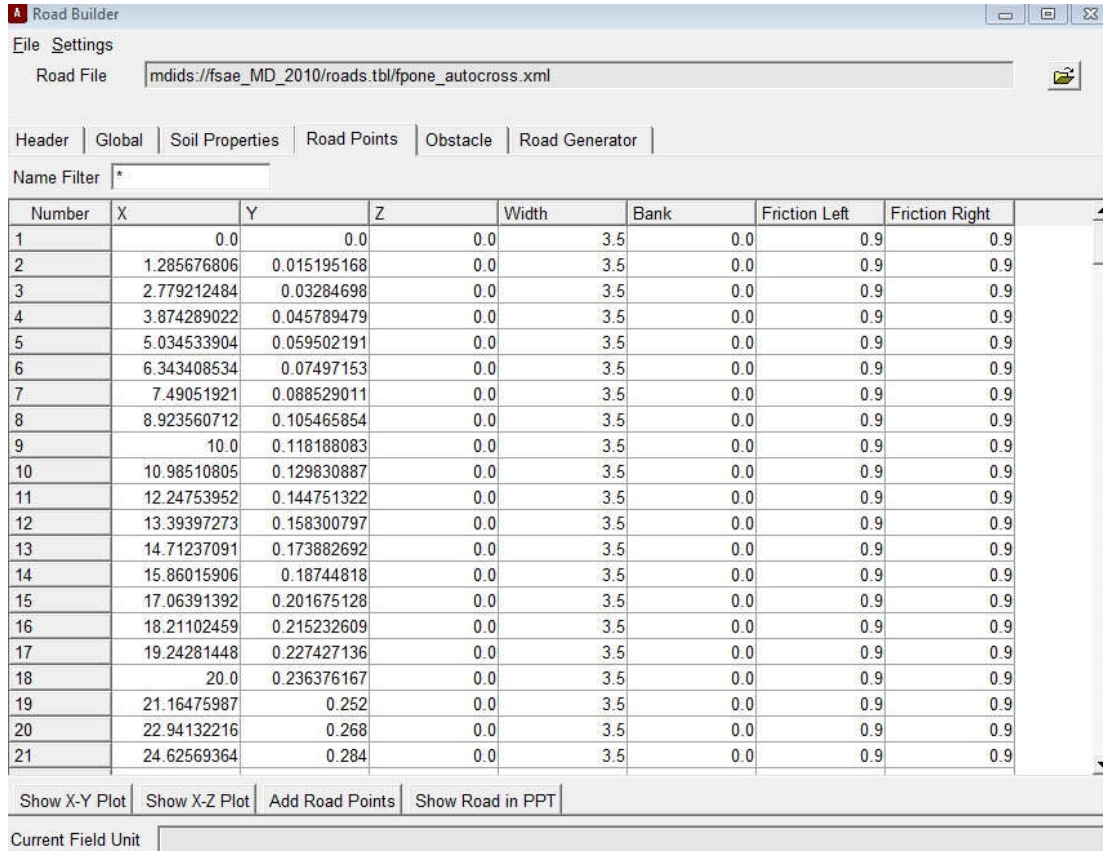 Road Builder
File Settings
Road File mdids://fsae_MD_2010/roads.tbl/fpone_autocross.xml
Header Global Soil Properties Road Points Obstacle Road Generator
Name Filter *
Number X Y Z Width Bank Friction Left Friction Right
1 0.0 0.0 0.0 3.5 0.0 0.9 0.9
2 1.285676806 0.015195168 0.0 3.5 0.0 0.9 0.9
3 2.779212484 0.03284698 0.0 3.5 0.0 0.9 0.9
4 3.874289022 0.045789479 0.0 3.5 0.0 0.9 0.9
5 5.034533904 0.059502191 0.0 3.5 0.0 0.9 0.9
6 6.343408534 0.07497153 0.0 3.5 0.0 0.9 0.9
7 7.49051921 0.088529011 0.0 3.5 0.0 0.9 0.9
8 8.923560712 0.105465854 0.0 3.5 0.0 0.9 0.9
9 10.0 0.118188083 0.0 3.5 0.0 0.9 0.9
10 10.98510805 0.129830887 0.0 3.5 0.0 0.9 0.9
11 12.24753952 0.144751322 0.0 3.5 0.0 0.9 0.9
12 13.39397273 0.158300797 0.0 3.5 0.0 0.9 0.9
13 14.71237091 0.173882692 0.0 3.5 0.0 0.9 0.9
14 15.86015906 0.18744818 0.0 3.5 0.0 0.9 0.9
15 17.06391392 0.201675128 0.0 3.5 0.0 0.9 0.9
16 18.21102459 0.215232609 0.0 3.5 0.0 0.9 0.9
17 19.24281448 0.227427136 0.0 3.5 0.0 0.9 0.9
18 20.0 0.236376167 0.0 3.5 0.0 0.9 0.9
19 21.16475987 0.252 0.0 3.5 0.0 0.9 0.9
20 22.94132216 0.268 0.0 3.5 0.0 0.9 0.9
21 24.62569364 0.284 0.0 3.5 0.0 0.9 0.9
Show X-Y Plot Show X-Z Plot Add Road Points Show Road in PPT
Current Field Unit